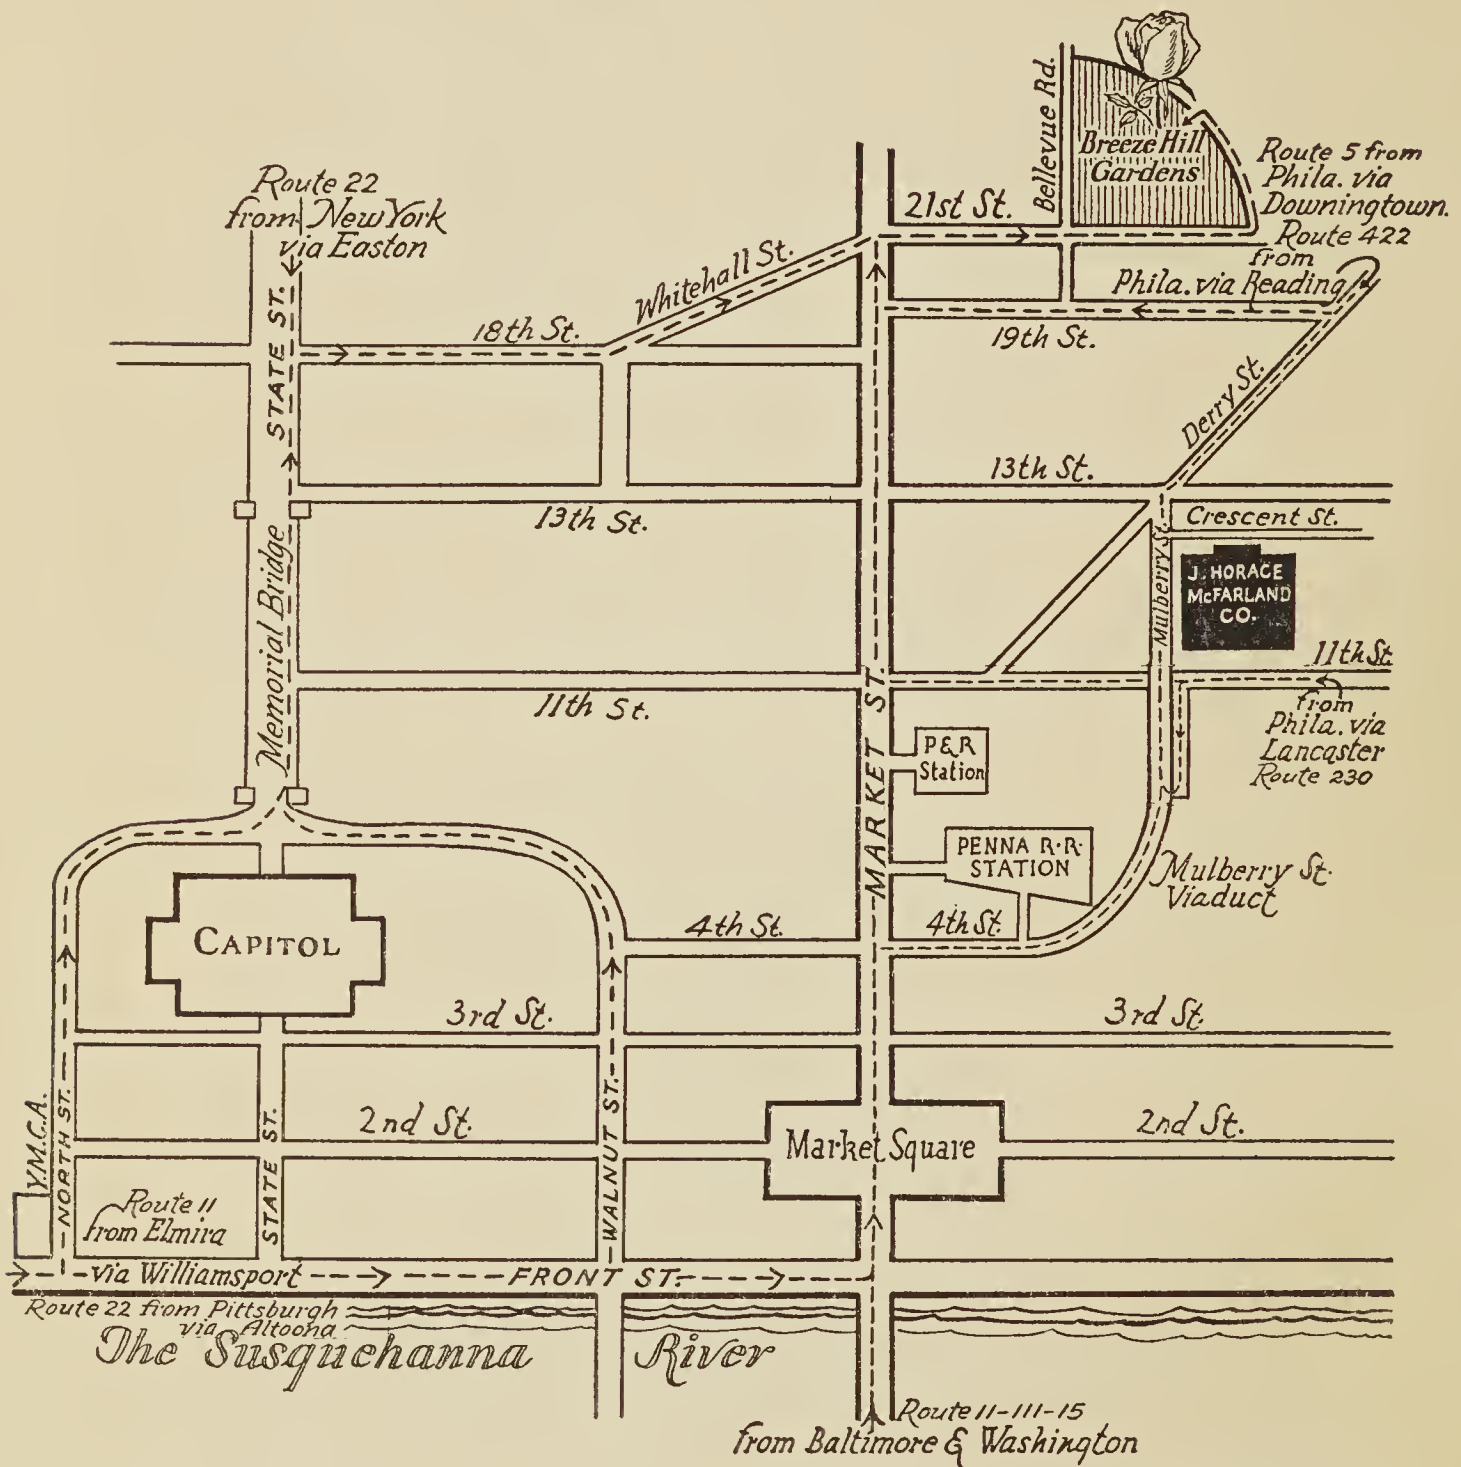 Bellevue Rd.
Breeze Hill
Gardens
Route 5 from
Phila. via
Downingtown.
Route 422
from
Phila. via Reading
Route 22
from New York
via Easton
21st St.
Whitehall St.
18th St.
19th St.
STATE ST.
Derry St.
13th St.
13th St.
Crescent St.
Memorial Bridge
Mulberry St.
J. HORACE
McFARLAND
CO.
11th St.
11th St.
from
Phila. via
Lancaster
Route 230
MARKET ST.
P&R
Station
PENNA R.R.
STATION
Mulberry St.
Viaduct
4th St.
4th St.
CAPITOL
3rd St.
3rd St.
Y.M.C.A.
NORTH ST.
STATE ST.
2nd St.
WALNUT ST.
Market Square
2nd St.
Route 11
from Elmira
via Williamsport
FRONT ST.
Route 22 from Pittsburgh
via Altoona
The Susquehanna River
Route 11-111-15
from Baltimore & Washington